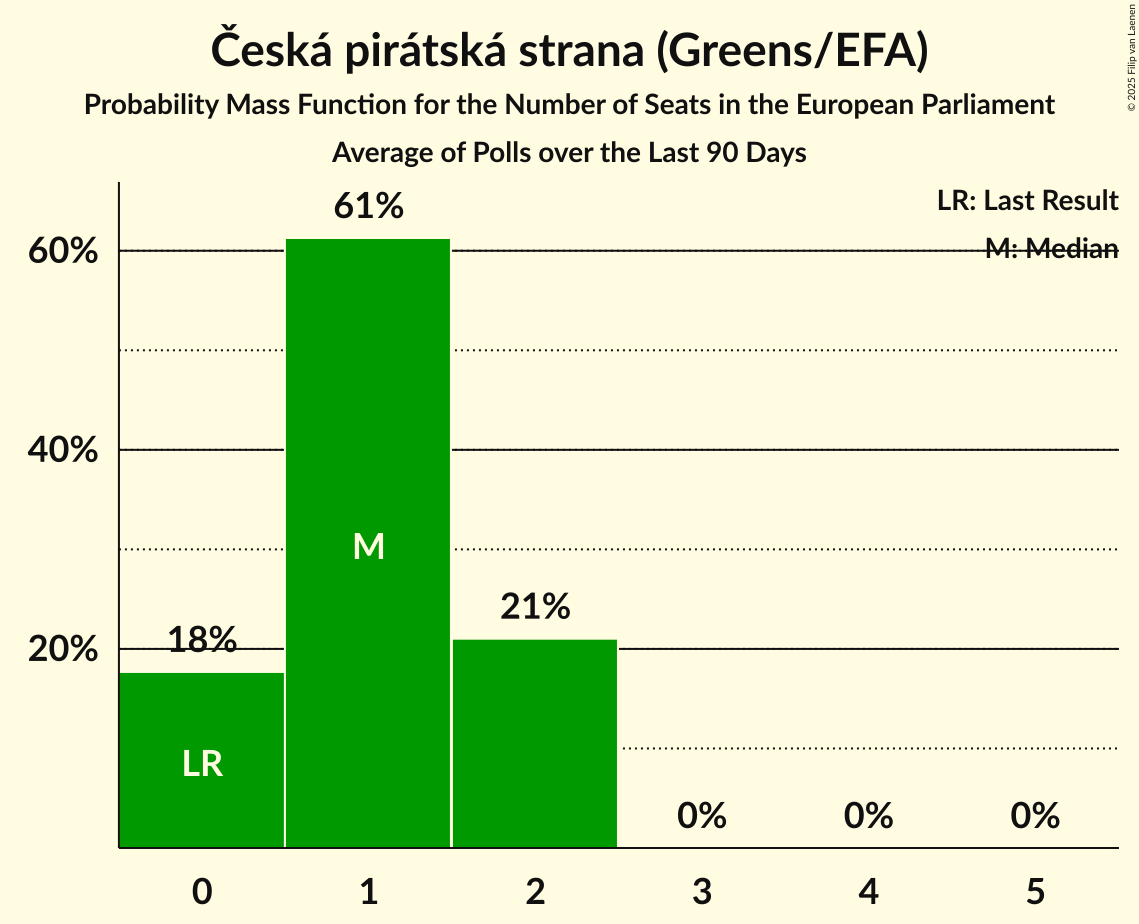 Česká pirátská strana (Greens/EFA)
Probability Mass Function for the Number of Seats in the European Parliament
Average of Polls over the Last 90 Days
© 2025 Filip van Laenen
LR: Last Result
M: Median
61%
60%
40%
M
21%
18%
20%
LR
0%
0%
0%
0
1
2
3
4
5